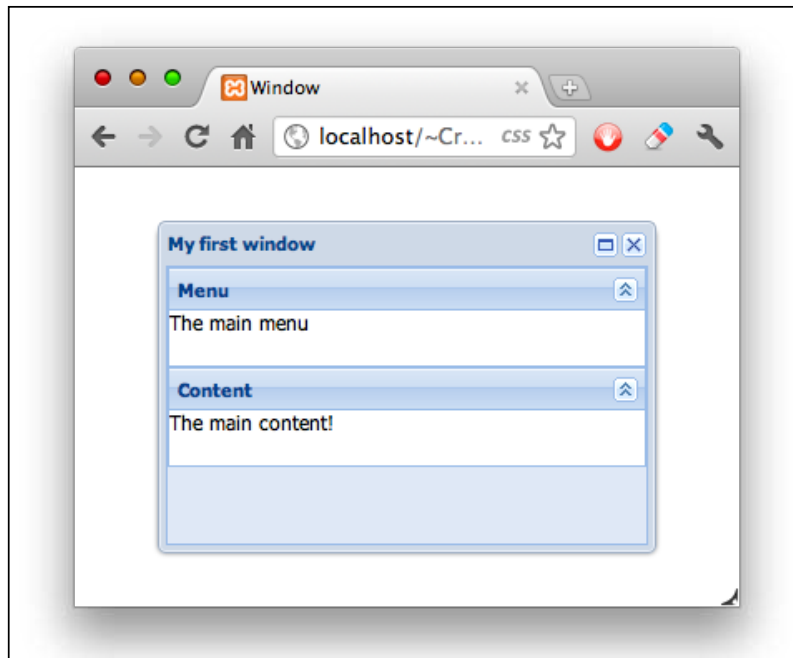 Window
localhost/~Cr... css
My first window
Menu
The main menu
Content
The main content!